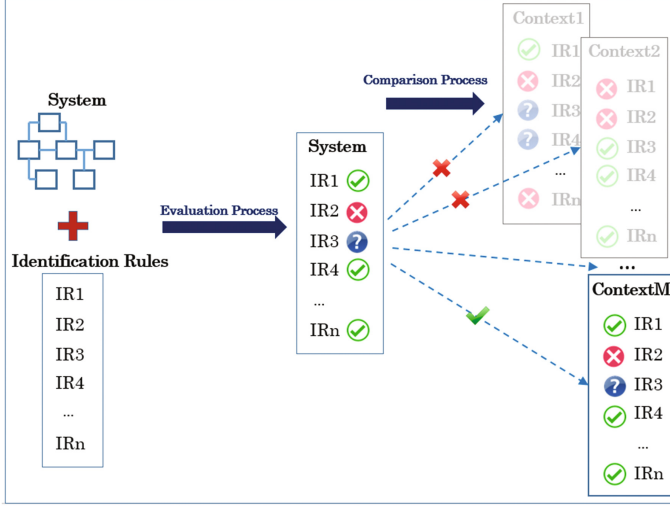 System
Identification Rules
IR1
IR2
IR3
IR4
...
IRn
Evaluation Process
System
IR1
IR2
IR3
IR4
...
IRn
Comparison Process
Context1
IR1
IR2
IR3
IR4
...
IRn
Context2
IR1
IR2
IR3
IR4
...
IRn
...
ContextM
IR1
IR2
IR3
IR4
...
IRn